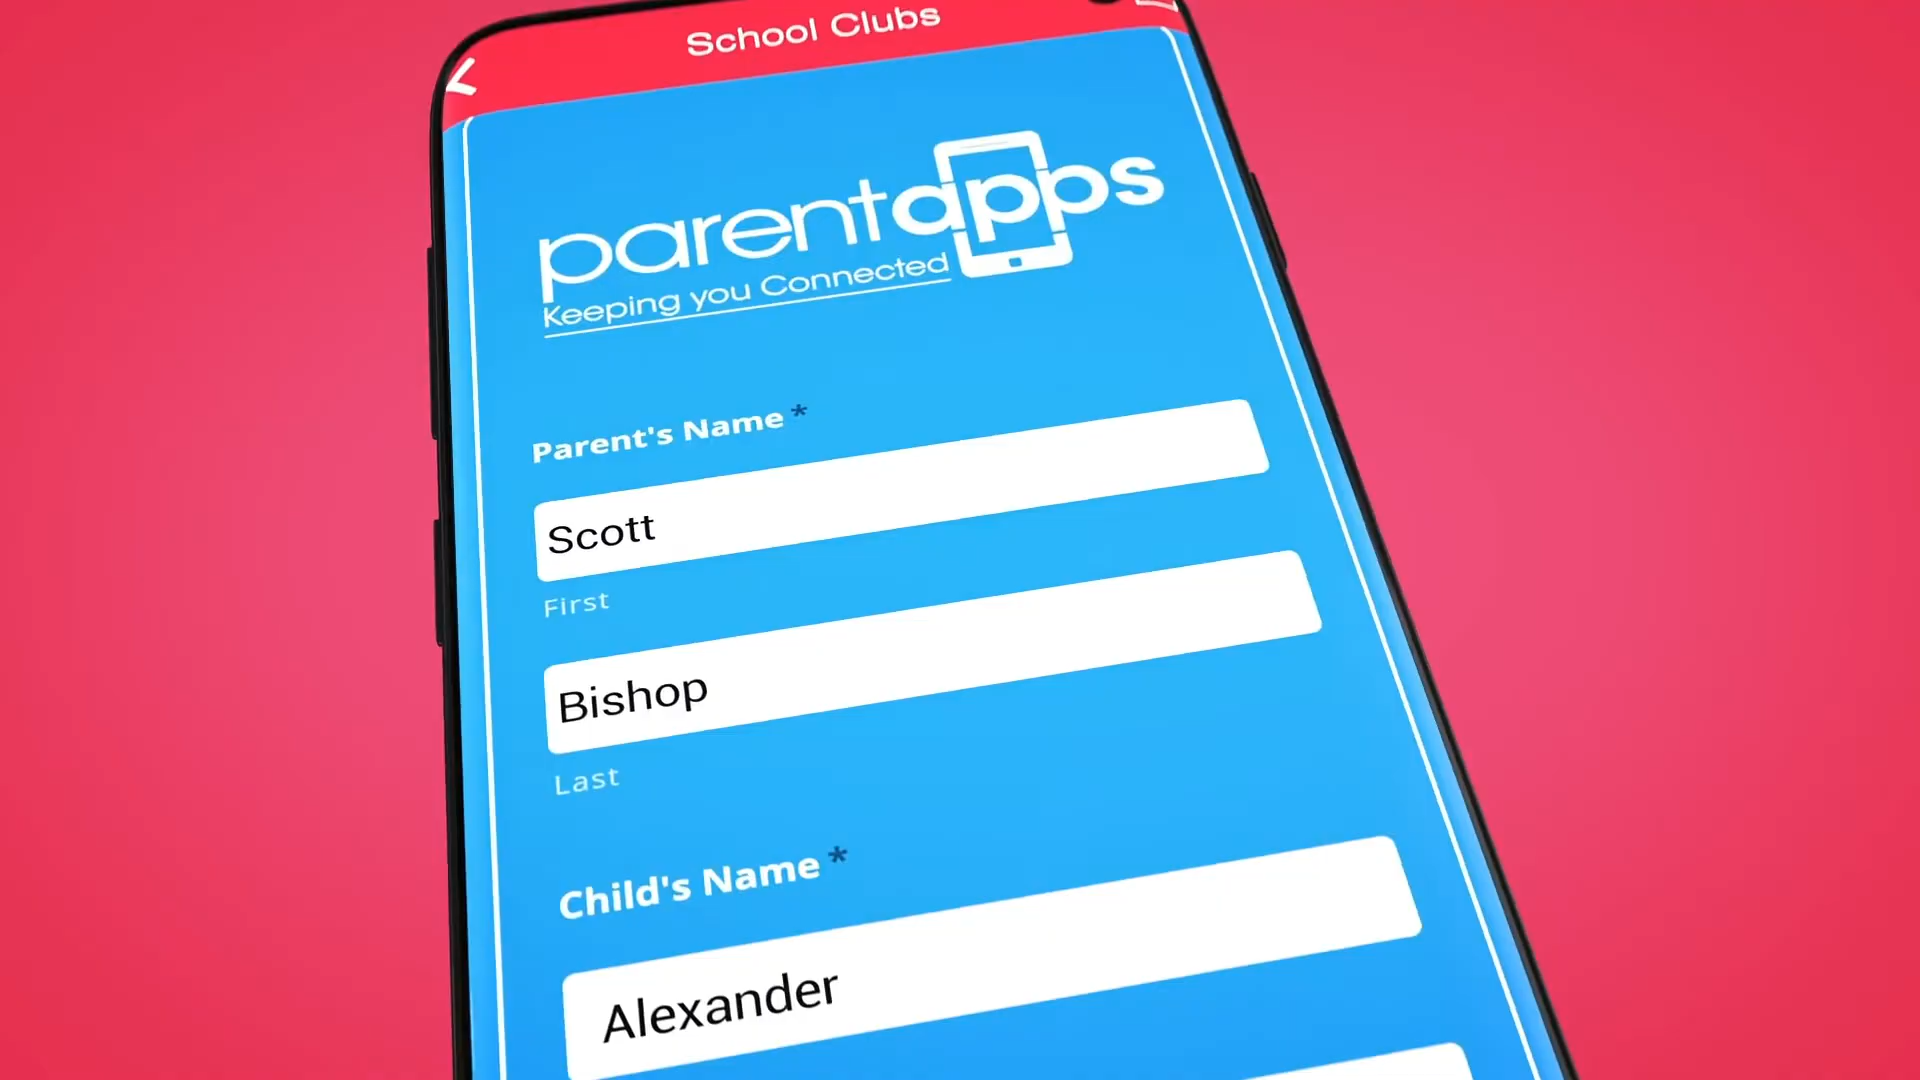 School Clubs
parentapps
Keeping you Connected
Parent's Name *
Scott
First
Bishop
Last
Child's Name *
Alexander